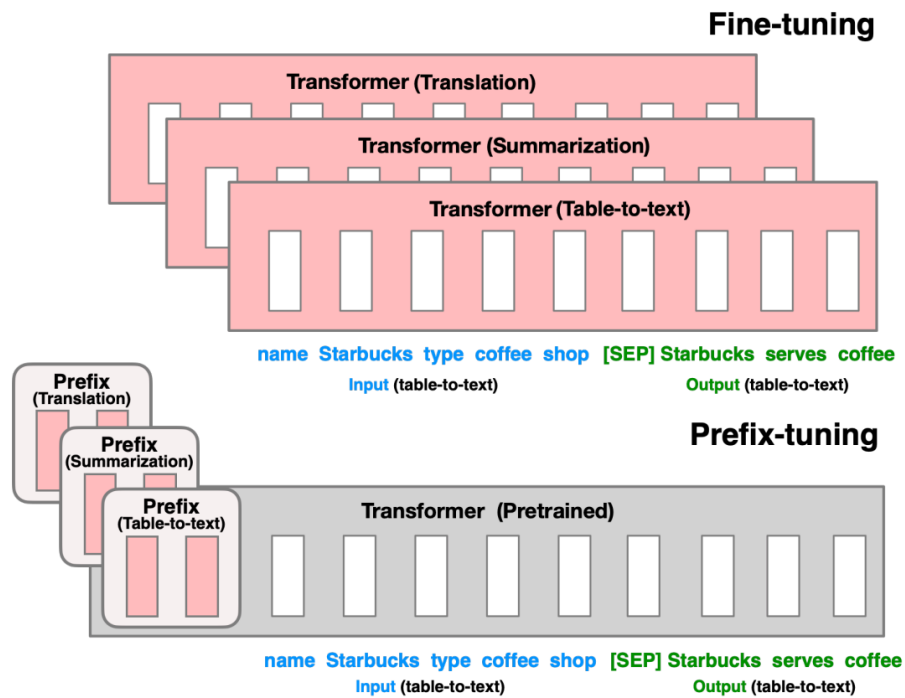 Fine-tuning
Transformer (Translation)
Transformer (Summarization)
Transformer (Table-to-text)
name Starbucks type coffee shop [SEP] Starbucks serves coffee
Input (table-to-text) Output (table-to-text)
Prefix
(Translation)
Prefix-tuning
Prefix
(Summarization)
Prefix
(Table-to-text)
Transformer (Pretrained)
name Starbucks type coffee shop [SEP] Starbucks serves coffee
Input (table-to-text) Output (table-to-text)